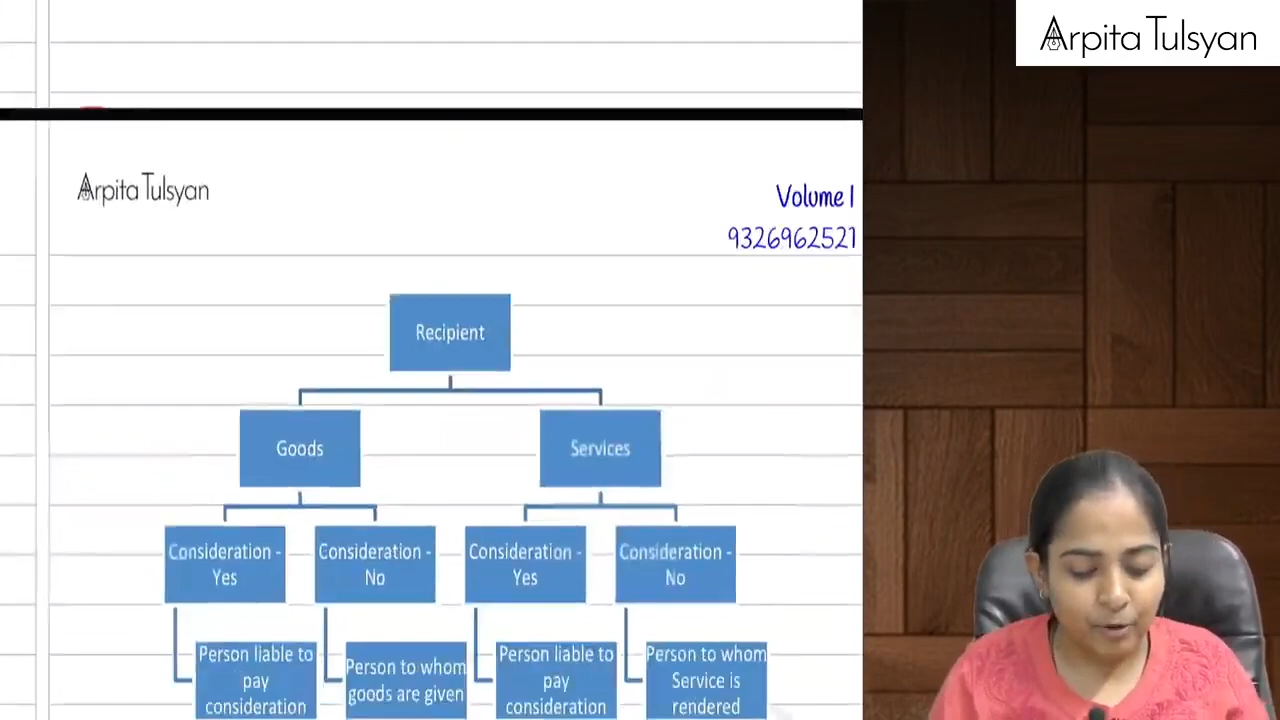 Arpita Tulsyan
Arpita Tulsyan
Volume I
9326962521
Recipient
Goods
Services
Consideration -
Yes
Consideration -
No
Consideration -
Yes
Consideration -
No
Person liable to
pay
consideration
Person to whom
goods are given
Person liable to
pay
consideration
Person to whom
Service is
rendered